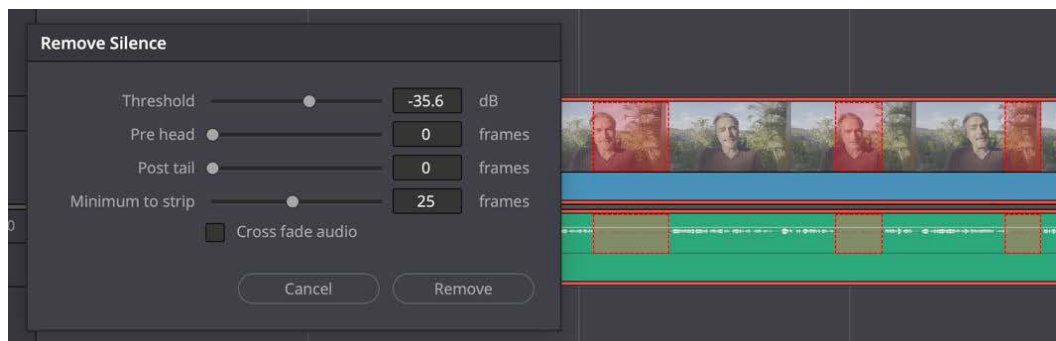 Remove Silence
Threshold -35.6 dB
Pre head 0 frames
Post tail 0 frames
Minimum to strip 25 frames
0
Cross fade audio
Cancel Remove